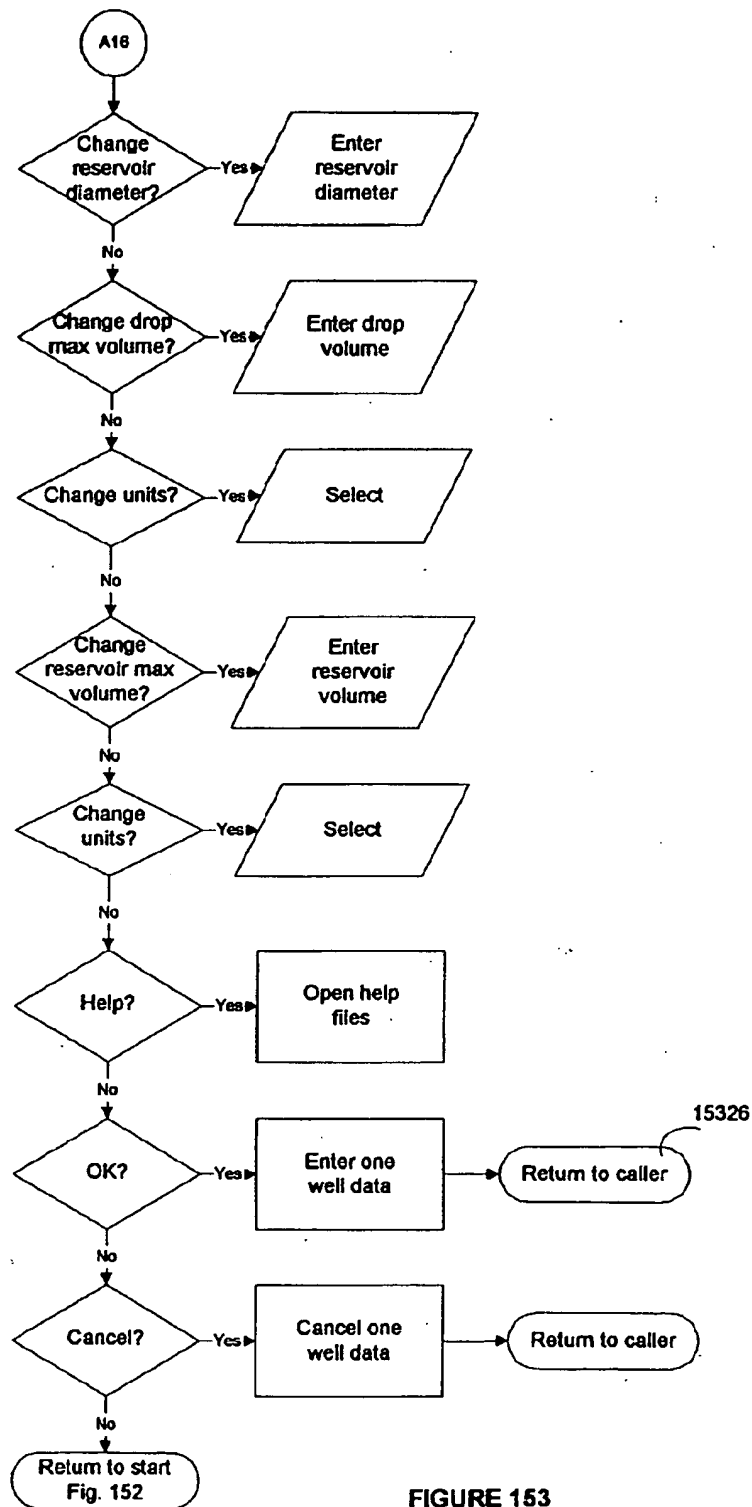 A16
Change
reservoir
diameter?
Yes
Enter
reservoir
diameter
No
Change drop
max volume?
Yes
Enter drop
volume
No
Change units?
Yes
Select
No
Change
reservoir max
volume?
Yes
Enter
reservoir
volume
No
Change
units?
Yes
Select
No
Help?
Yes
Open help
files
No
15326
OK?
Yes
Enter one
well data
Return to caller
No
Cancel?
Yes
Cancel one
well data
Return to caller
No
Return to start
Fig. 152
FIGURE 153